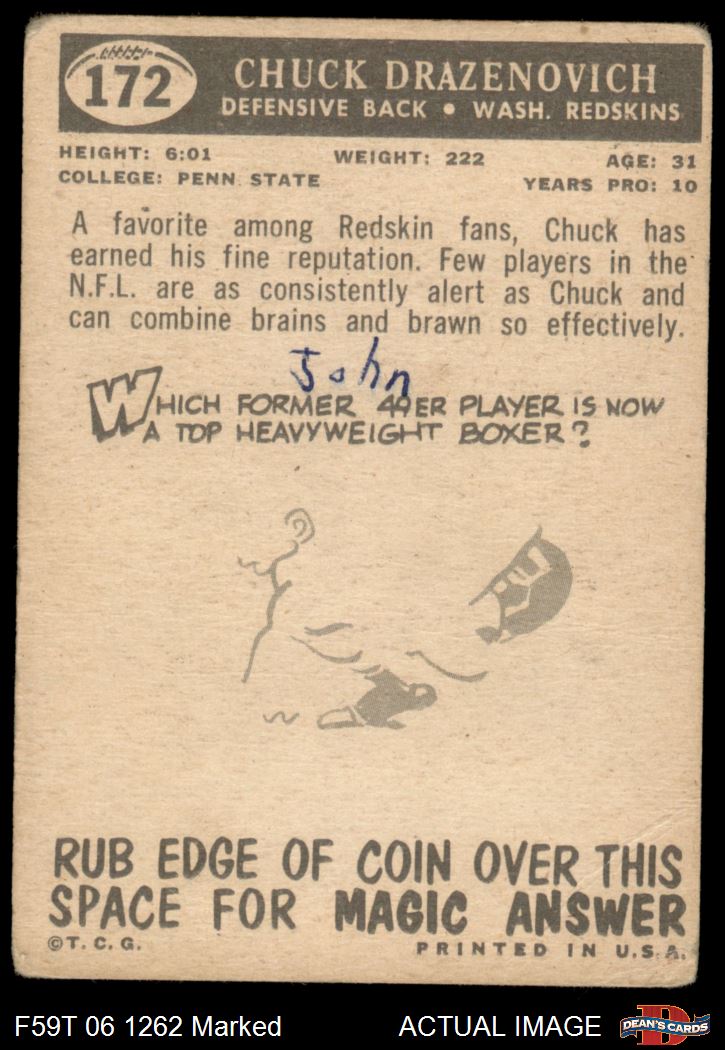 172
CHUCK DRAZENOVICH
DEFENSIVE BACK • WASH. REDSKINS
HEIGHT: 6:01 WEIGHT: 222 AGE: 31
COLLEGE: PENN. STATE YEARS PRO: 10
A favorite among Redskin fans, Chuck has
earned his fine reputation. Few players in the
N.F.L. are as consistently alert as Chuck and
can combine brains and brawn so effectively.
John
WHICH FORMER 49ER PLAYER IS NOW
A TOP HEAVYWEIGHT BOXER?
RUB EDGE OF COIN OVER THIS
SPACE FOR MAGIC ANSWER
©T. C. G. PRINTED IN U.S.A.
F59T 06 1262 Marked ACTUAL IMAGE D DEAN'S CARDS